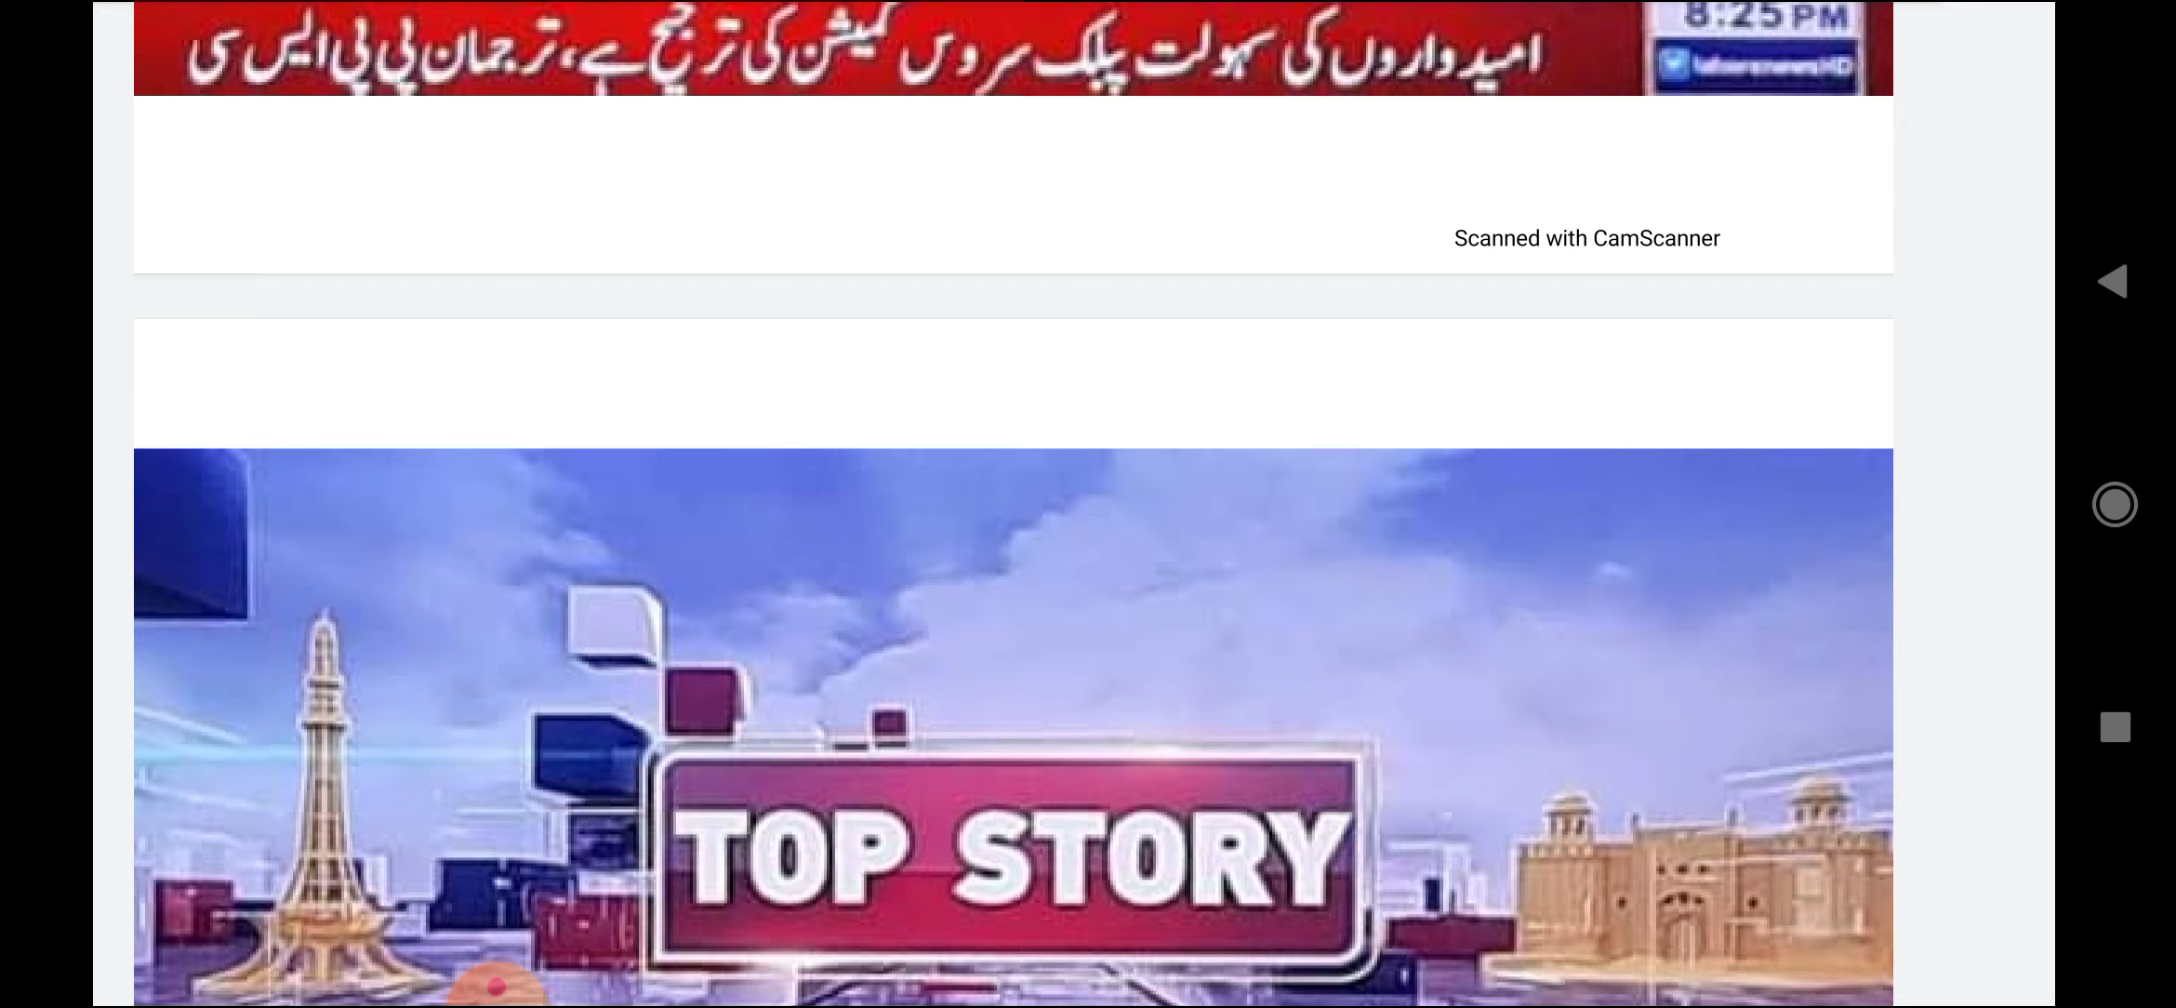 امیدواروں کی سہولت پبلک سروس کمیشن کی ترجیح ہے، ترجمان پی پی ایس سی
8:25 PM
lahorenewsHD
Scanned with CamScanner
TOP STORY